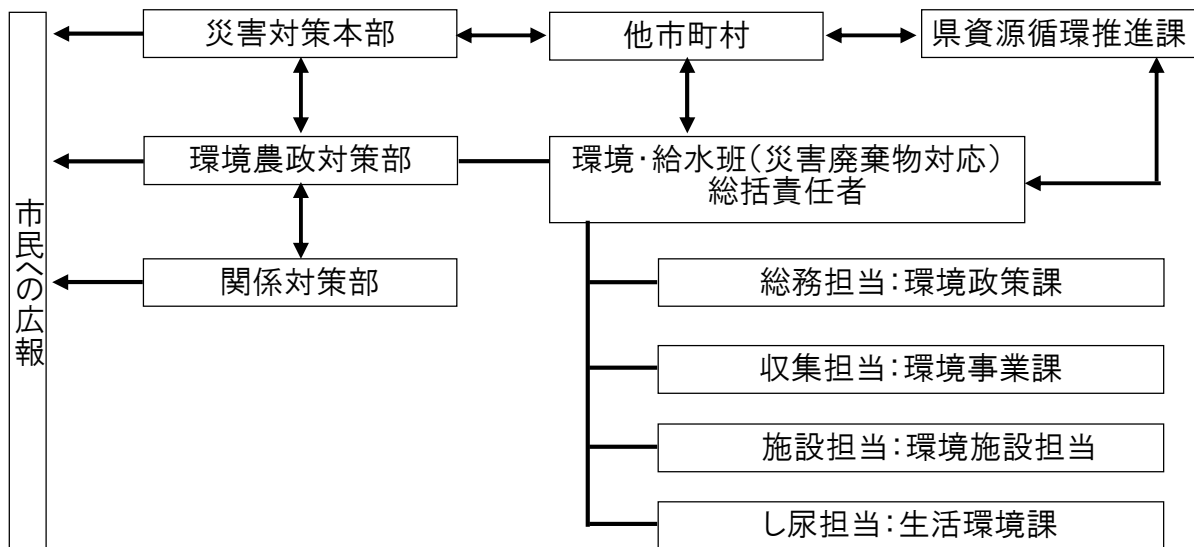 災害対策本部
他市町村
県資源循環推進課
環境農政対策部
環境・給水班（災害廃棄物対応）
総括責任者
関係対策部
市民への広報
総務担当：環境政策課
収集担当：環境事業課
施設担当：環境施設担当
し尿担当：生活環境課